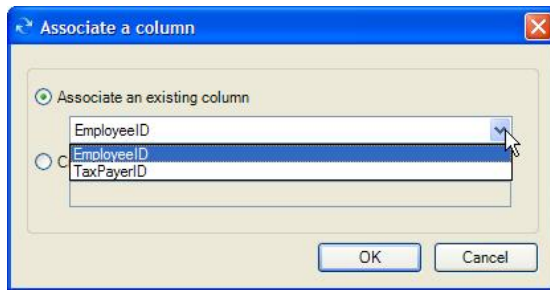 Associate a column
Associate an existing column
EmployeeID
EmployeeID
TaxPayerID
OK
Cancel